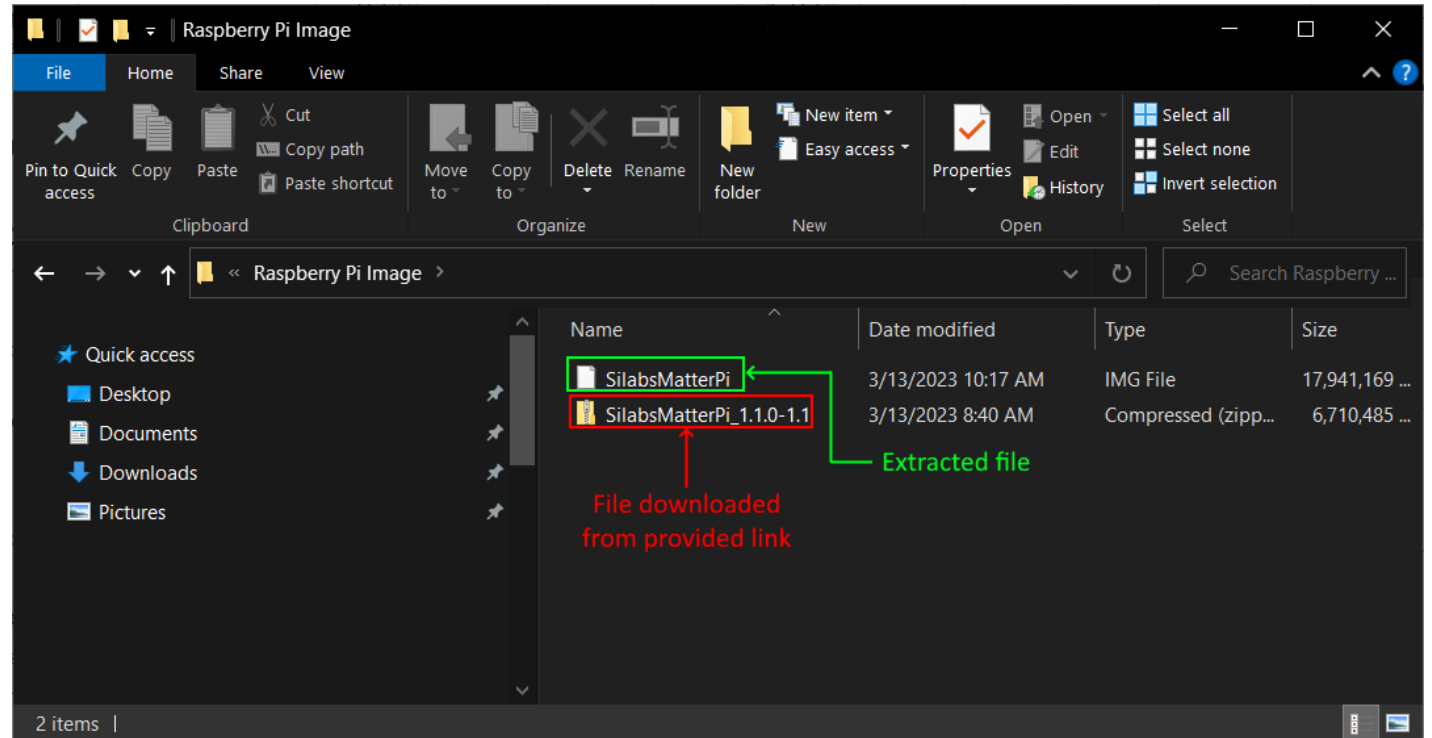 Raspberry Pi Image
File Home Share View
Pin to Quick access
Copy
Paste
Cut
W... Copy path
Paste shortcut
Clipboard
Move to
Copy to
Delete
Rename
Organize
New folder
New item
Easy access
New
Properties
Open
Edit
History
Open
Select all
Select none
Invert selection
Select
« Raspberry Pi Image >
Search Raspberry ...
Quick access
Desktop
Documents
Downloads
Pictures
Name Date modified Type Size
SilabsMatterPi 3/13/2023 10:17 AM IMG File 17,941,169 ...
SilabsMatterPi_1.1.0-1.1 3/13/2023 8:40 AM Compressed (zipp... 6,710,485 ...
Extracted file
File downloaded
from provided link
2 items